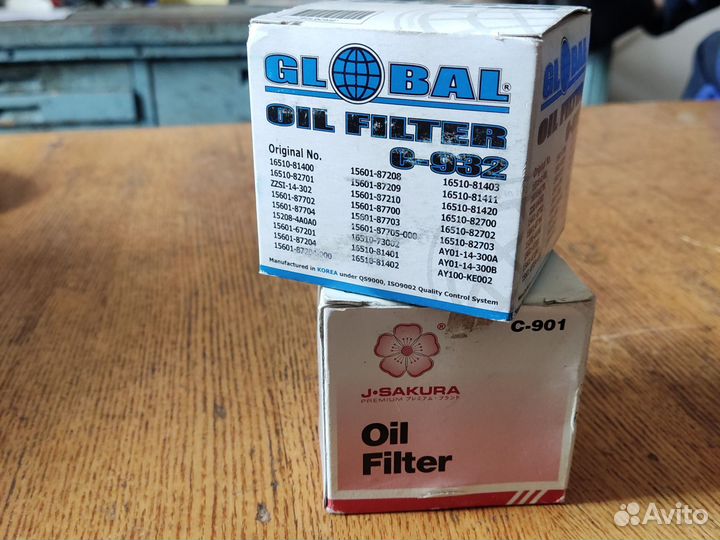 GLOBAL®
OIL FILTER
C-932
Original No.
16510-81400
16510-82701
ZZSI-14-302
15601-87702
15601-87704
15208-4A0A0
15601-67201
15601-87204
15601-87208
15601-87209
15601-87210
15601-87700
15601-87703
15601-87705-000
16510-73002
16510-81401
16510-81402
16510-81403
16510-81411
16510-81420
16510-82700
16510-82702
16510-82703
AY01-14-300A
AY01-14-300B
AY100-KE002
Manufactured in KOREA under QS9000, ISO9002 Quality Control System
C-901
®
J•SAKURA
PREMIUM プレミアム・ブランド
Oil
Filter
Avito